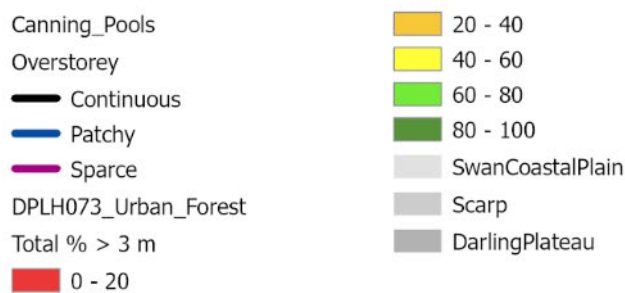 Canning_Pools
Overstorey
Continuous
Patchy
Sparce
DPLH073_Urban_Forest
Total % > 3 m
0 - 20
20 - 40
40 - 60
60 - 80
80 - 100
SwanCoastalPlain
Scarp
DarlingPlateau